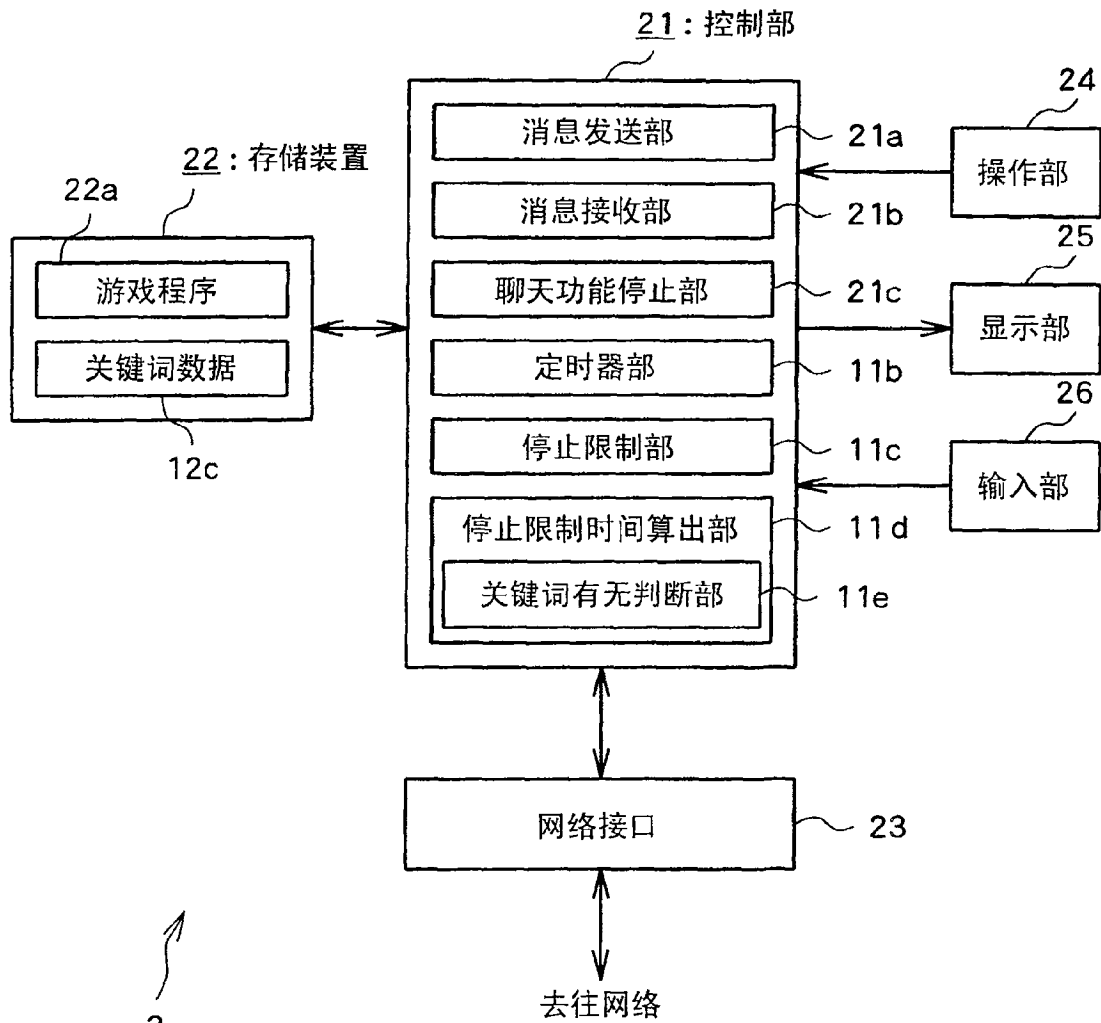 21：控制部
24
消息发送部
21a
操作部
22：存储装置
22a
消息接收部
21b
25
游戏程序
聊天功能停止部
21c
显示部
关键词数据
定时器部
11b
26
12c
停止限制部
11c
输入部
停止限制时间算出部
11d
关键词有无判断部
11e
网络接口
23
去往网络